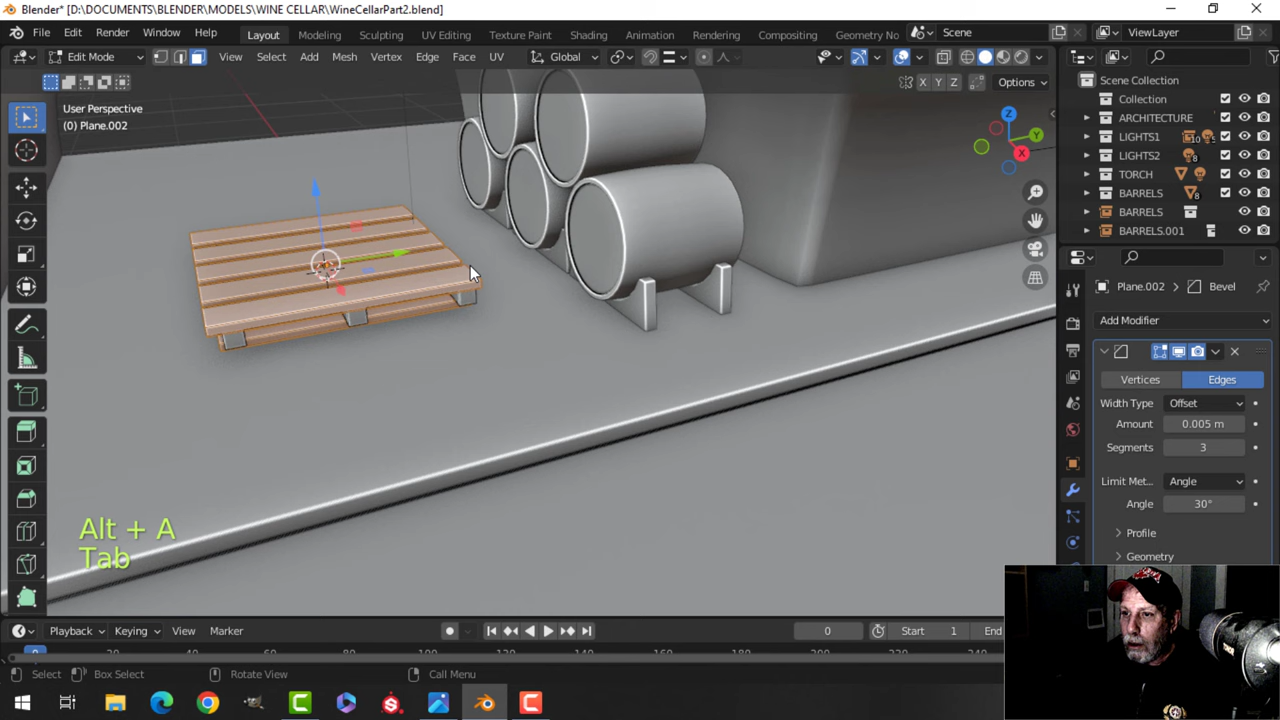 Blender* [D:\DOCUMENTS\BLENDER\MODELS\WINE CELLAR\WineCellarPart2.blend]
File Edit Render Window Help Layout Modeling Sculpting UV Editing Texture Paint Shading Animation Rendering Compositing Geometry No Scene ViewLayer
Edit Mode View Select Add Mesh Vertex Edge Face UV Global
X Y Z Options
User Perspective
(0) Plane.002
Z
Y
X
Scene Collection
Collection
ARCHITECTURE
LIGHTS1 10 5
LIGHTS2 8
TORCH
BARRELS 8
BARRELS
BARRELS.001
Plane.002 > Bevel
Add Modifier
Vertices Edges
Width Type Offset
Amount 0.005 m
Segments 3
Limit Met... Angle
Angle 30°
Profile
Geometry
Alt + A
Tab
Playback Keying View Marker 0 Start 1 End
0
Select Box Select Rotate View Call Menu